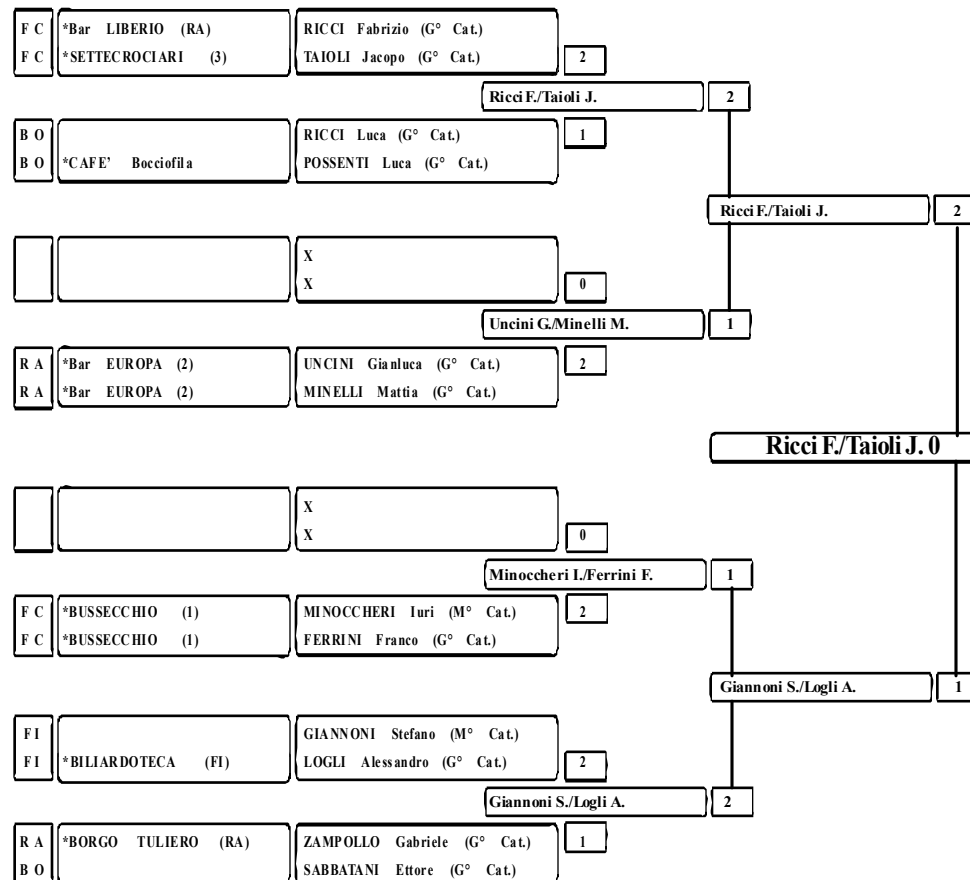 F C *Bar LIBERIO (RA) RICCI Fabrizio (G° Cat.)
F C *SETTECROCIARI (3) TAIOLI Jacopo (G° Cat.) 2
Ricci F./Taioli J. 2
B O RICCI Luca (G° Cat.) 1
B O *CAFE' Bocciofila POSSENTI Luca (G° Cat.)
Ricci F./Taioli J. 2
X
X 0
Uncini G./Minelli M. 1
R A *Bar EUROPA (2) UNCINI Gianluca (G° Cat.) 2
R A *Bar EUROPA (2) MINELLI Mattia (G° Cat.)
Ricci F./Taioli J. 0
X
X 0
Minoccheri I./Ferrini F. 1
F C *BUSSECCHIO (1) MINOCCHERI Iuri (M° Cat.) 2
F C *BUSSECCHIO (1) FERRINI Franco (G° Cat.)
Giannoni S./Logli A. 1
F I GIANNONI Stefano (M° Cat.)
F I *BILIARDOTECA (FI) LOGLI Alessandro (G° Cat.) 2
Giannoni S./Logli A. 2
R A *BORGO TULIERO (RA) ZAMPOLLO Gabriele (G° Cat.) 1
B O SABBATANI Ettore (G° Cat.)